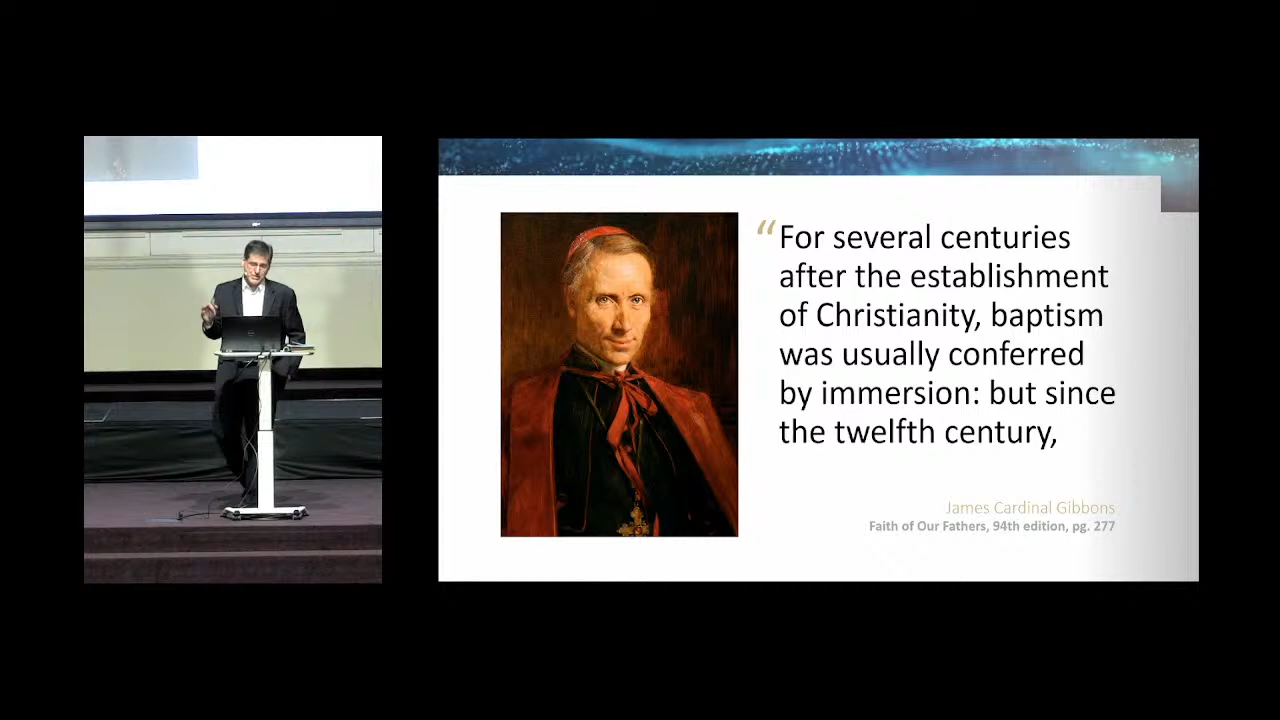 “For several centuries
after the establishment
of Christianity, baptism
was usually conferred
by immersion: but since
the twelfth century,
James Cardinal Gibbons
Faith of Our Fathers, 94th edition, pg. 277